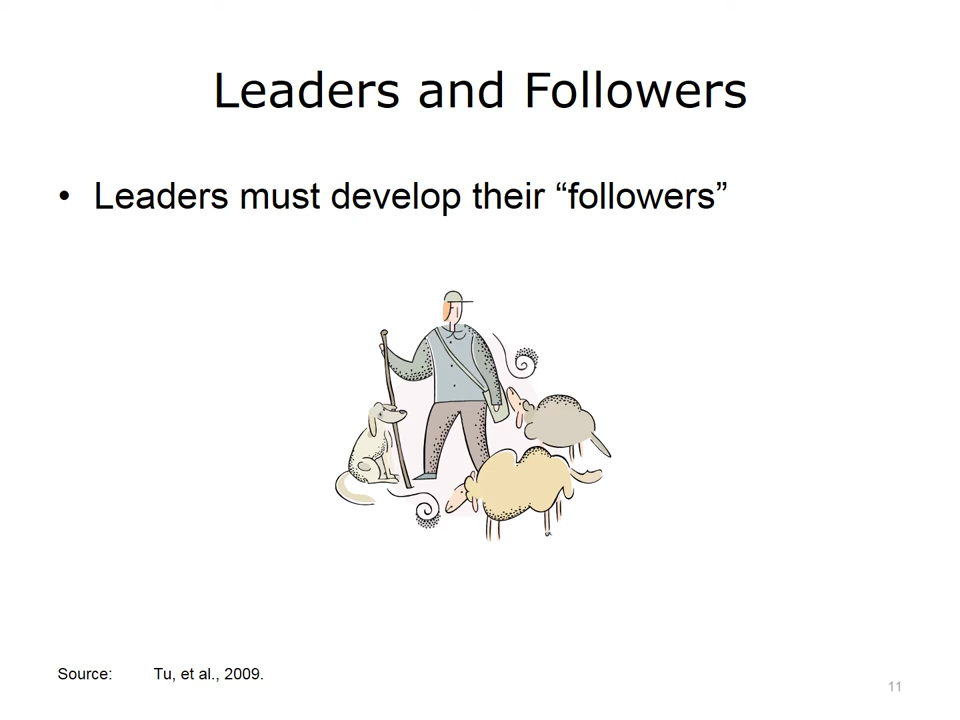 Leaders and Followers
• Leaders must develop their “followers”
Source: Tu, et al., 2009.
11